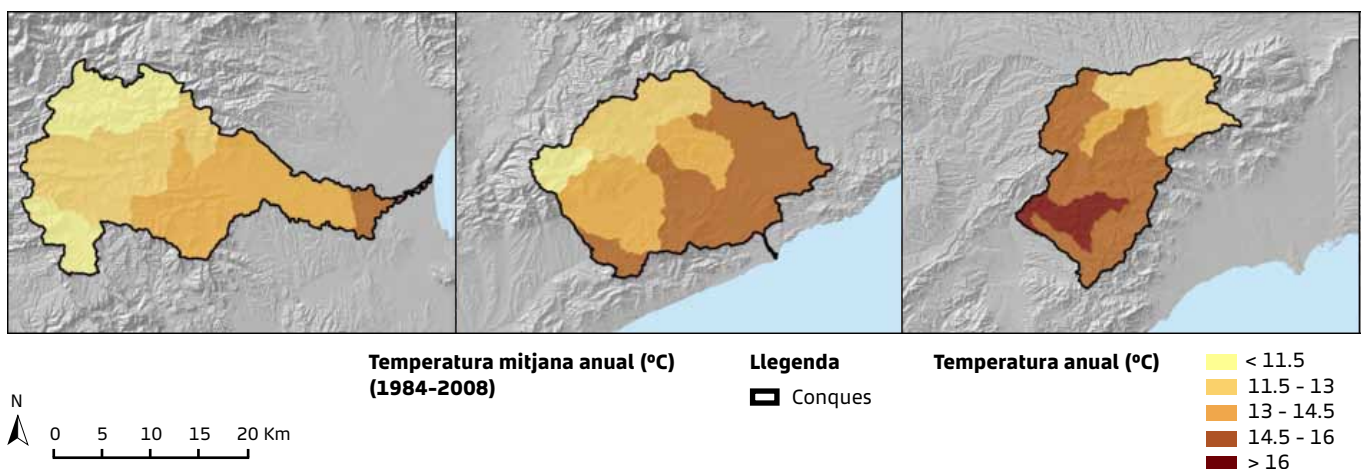 Temperatura mitjana anual (ºC)
(1984-2008)
Llegenda
Conques
Temperatura anual (ºC)
< 11.5
11.5 - 13
13 - 14.5
14.5 - 16
> 16
N
0 5 10 15 20 Km